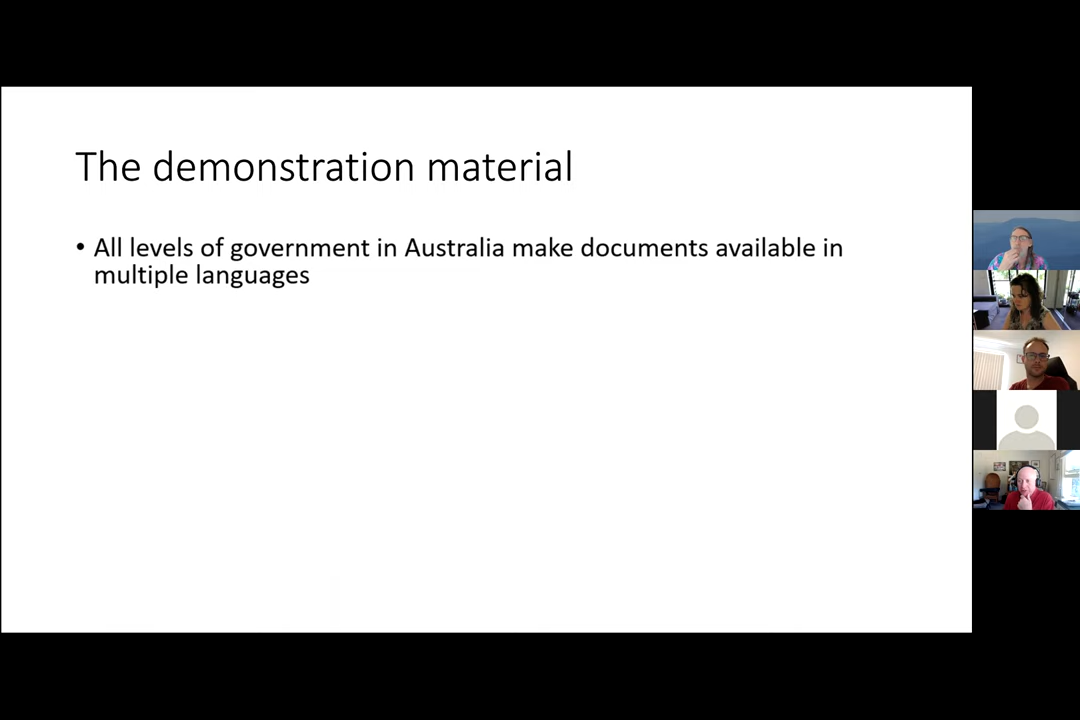 The demonstration material
• All levels of government in Australia make documents available in
multiple languages